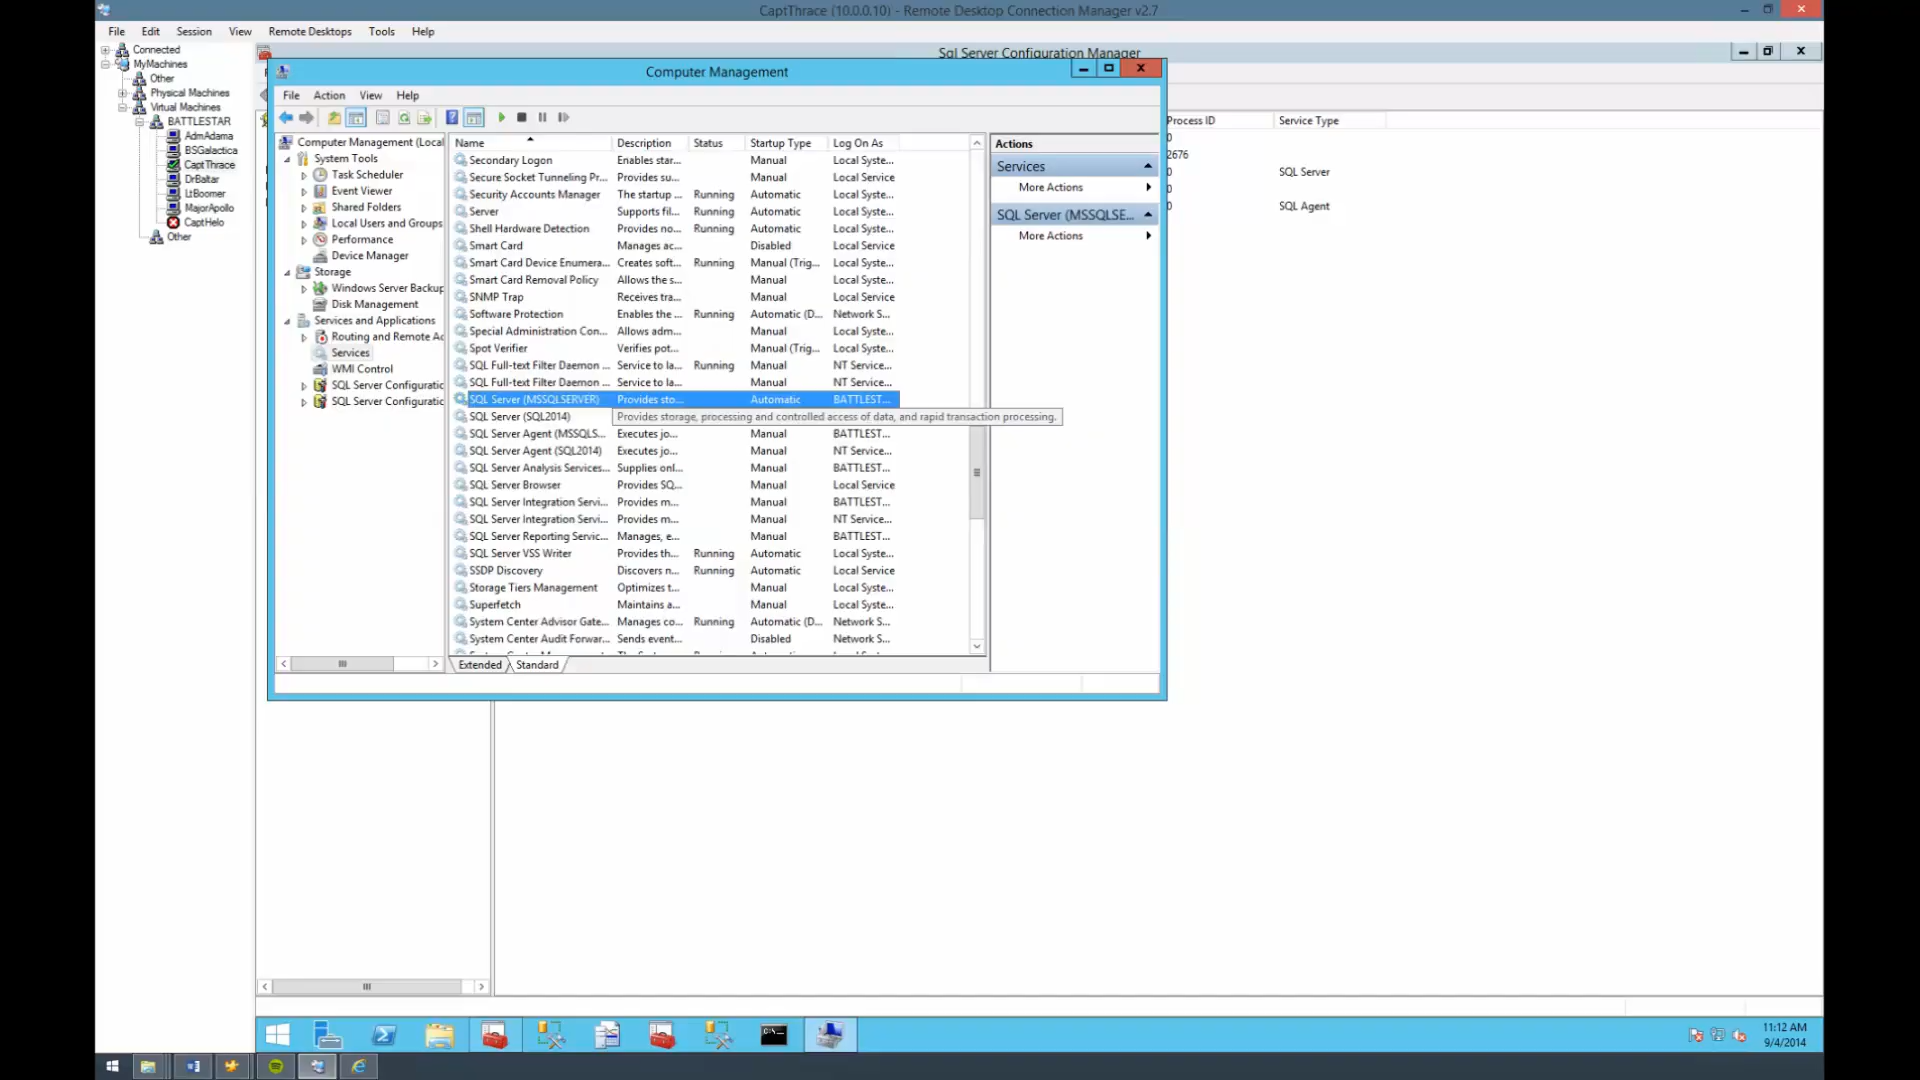 CaptThrace (10.0.0.10) - Remote Desktop Connection Manager v2.7
File Edit Session View Remote Desktops Tools Help
Connected
MyMachines
Other
Physical Machines
Virtual Machines
BATTLESTAR
AdmAdama
BSGalactica
CaptThrace
DrBaltar
LtBoomer
MajorApollo
CaptHelo
Other
Sql Server Configuration Manager
Process ID Service Type
0
2676
0 SQL Server
0
0 SQL Agent
Computer Management
File Action View Help
Computer Management (Local
System Tools
Task Scheduler
Event Viewer
Shared Folders
Local Users and Groups
Performance
Device Manager
Storage
Windows Server Backup
Disk Management
Services and Applications
Routing and Remote Ac
Services
WMI Control
SQL Server Configuratic
SQL Server Configuratic
Name Description Status Startup Type Log On As
Secondary Logon Enables star... Manual Local Syste...
Secure Socket Tunneling Pr... Provides su... Manual Local Service
Security Accounts Manager The startup ... Running Automatic Local Syste...
Server Supports fil... Running Automatic Local Syste...
Shell Hardware Detection Provides no... Running Automatic Local Syste...
Smart Card Manages ac... Disabled Local Service
Smart Card Device Enumera... Creates soft... Running Manual (Trig... Local Syste...
Smart Card Removal Policy Allows the s... Manual Local Syste...
SNMP Trap Receives tra... Manual Local Service
Software Protection Enables the ... Running Automatic (D... Network S...
Special Administration Con... Allows adm... Manual Local Syste...
Spot Verifier Verifies pot... Manual (Trig... Local Syste...
SQL Full-text Filter Daemon ... Service to la... Running Manual NT Service...
SQL Full-text Filter Daemon ... Service to la... Manual NT Service...
SQL Server (MSSQLSERVER) Provides sto... Automatic BATTLEST...
SQL Server (SQL2014) Provides storage, processing and controlled access of data, and rapid transaction processing.
SQL Server Agent (MSSQLS... Executes jo... Manual BATTLEST...
SQL Server Agent (SQL2014) Executes jo... Manual NT Service...
SQL Server Analysis Services... Supplies onl... Manual BATTLEST...
SQL Server Browser Provides SQ... Manual Local Service
SQL Server Integration Servi... Provides m... Manual BATTLEST...
SQL Server Integration Servi... Provides m... Manual NT Service...
SQL Server Reporting Servic... Manages, e... Manual BATTLEST...
SQL Server VSS Writer Provides th... Running Automatic Local Syste...
SSDP Discovery Discovers n... Running Automatic Local Service
Storage Tiers Management Optimizes t... Manual Local Syste...
Superfetch Maintains a... Manual Local Syste...
System Center Advisor Gate... Manages co... Running Automatic (D... Network S...
System Center Audit Forwar... Sends event... Disabled Network S...
Extended Standard
Actions
Services
More Actions
SQL Server (MSSQLSE...
More Actions
11:12 AM
9/4/2014